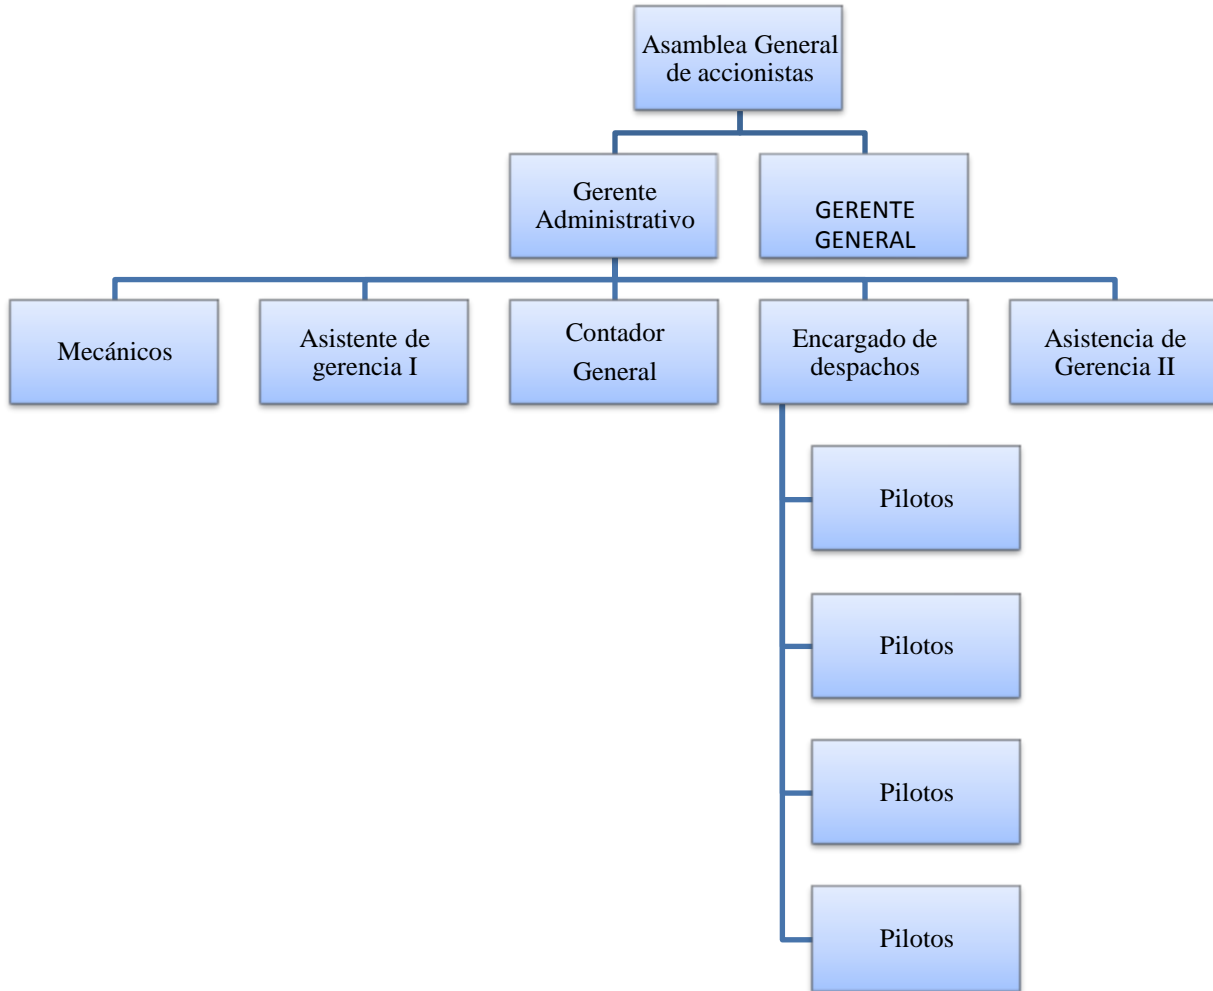 Asamblea General
de accionistas
Gerente
Administrativo
GERENTE
GENERAL
Mecánicos
Asistente de
gerencia I
Contador
General
Encargado de
despachos
Asistencia de
Gerencia II
Pilotos
Pilotos
Pilotos
Pilotos